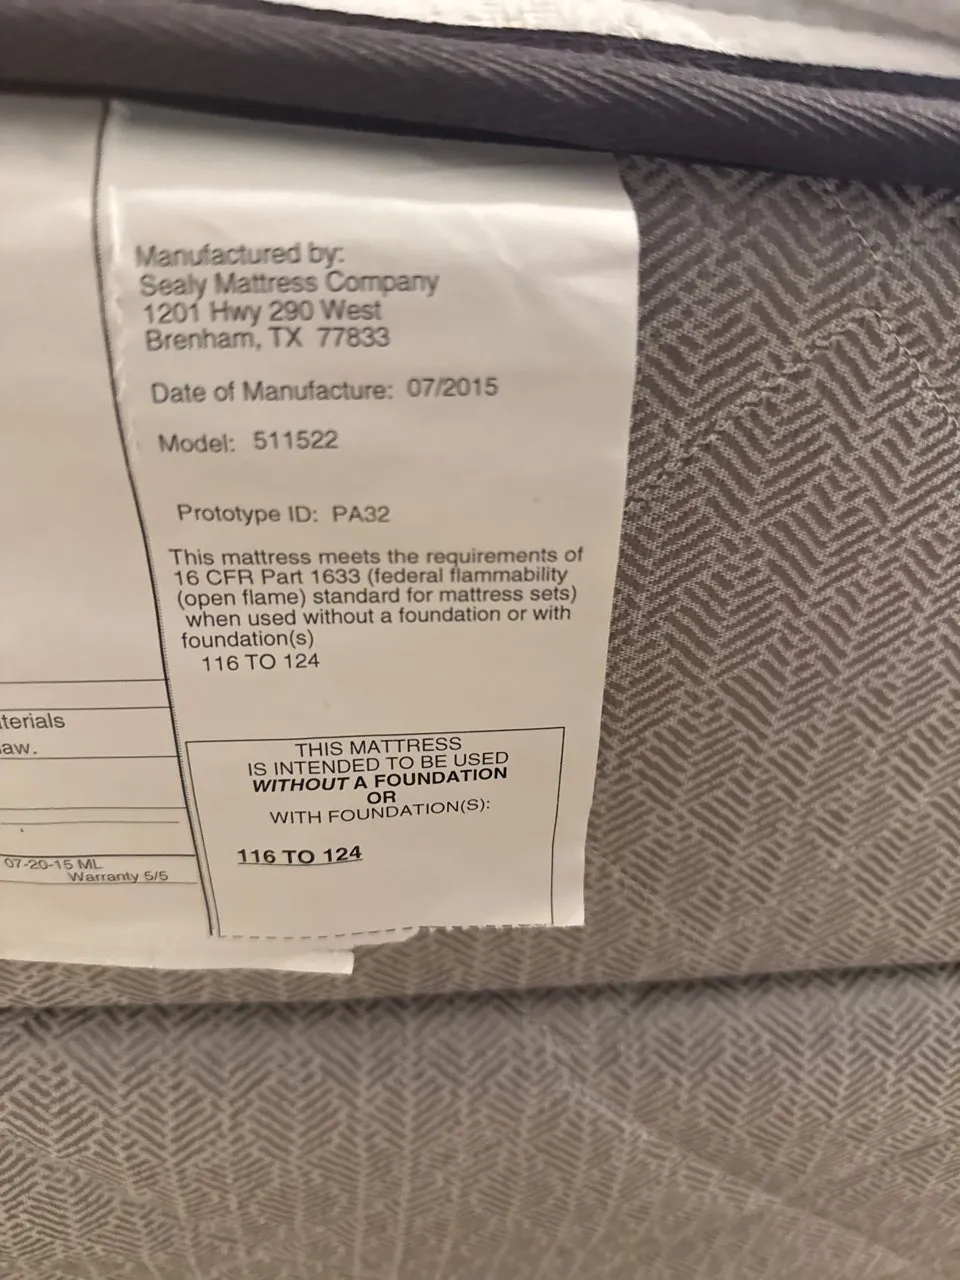 Manufactured by:
Sealy Mattress Company
1201 Hwy 290 West
Brenham, TX 77833
Date of Manufacture: 07/2015
Model: 511522
Prototype ID: PA32
This mattress meets the requirements of
16 CFR Part 1633 (federal flammability
(open flame) standard for mattress sets)
when used without a foundation or with
foundation(s)
116 TO 124
THIS MATTRESS
IS INTENDED TO BE USED
WITHOUT A FOUNDATION
OR
WITH FOUNDATION(S):
116 TO 124
terials
aw.
07-20-15 ML
Warranty 5/5